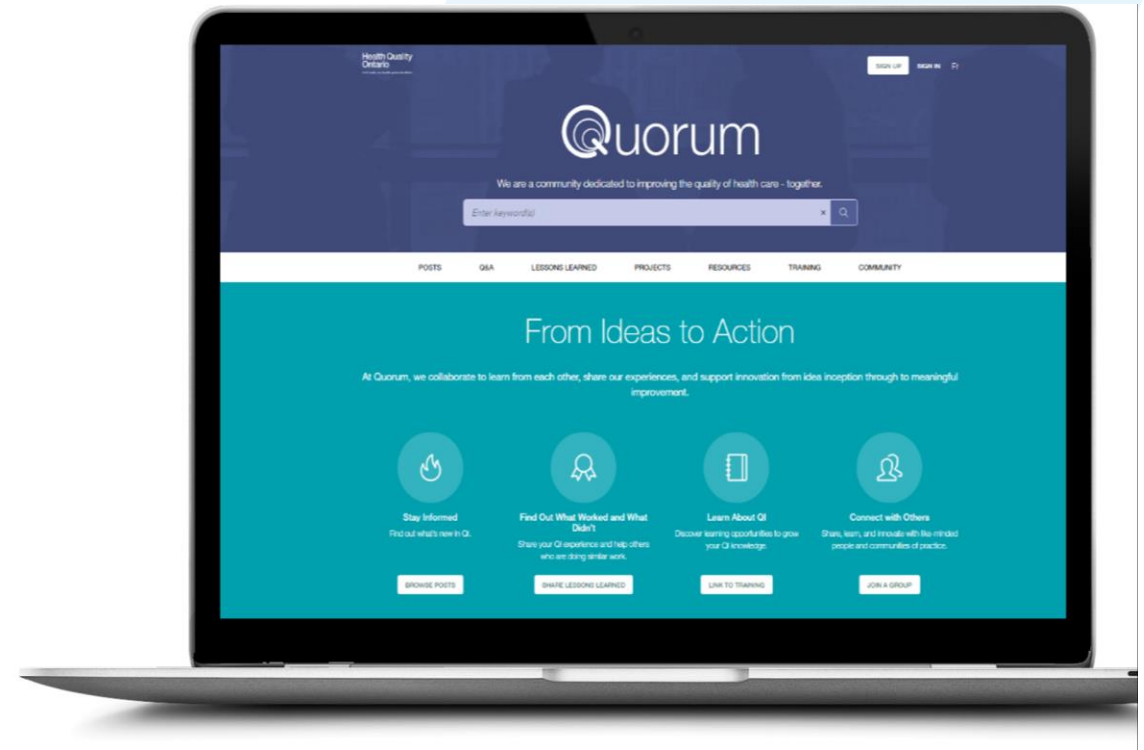 Health Quality
Ontario
SIGN UP SIGN IN
Quorum
We are a community dedicated to improving the quality of health care - together.
Enter keyword(s) ×
POSTS Q&A LESSONS LEARNED PROJECTS RESOURCES TRAINING COMMUNITY
From Ideas to Action
At Quorum, we collaborate to learn from each other, share our experiences, and support innovation from idea inception through to meaningful
improvement.
Stay Informed
Find out what's new in QI.
BROWSE POSTS
Find Out What Worked and What
Didn't
Share your QI experience and help others
who are doing similar work.
SHARE LESSONS LEARNED
Learn About QI
Discover learning opportunities to grow
your QI knowledge.
LINK TO TRAINING
Connect with Others
Share, learn, and innovate with like-minded
people and communities of practice.
JOIN A GROUP